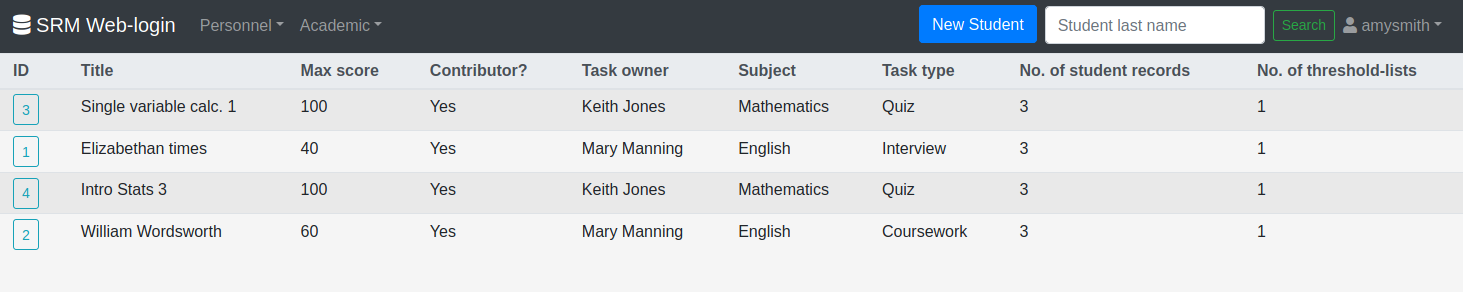 SRM Web-login Personnel Academic New Student Student last name Search amysmith
ID Title Max score Contributor? Task owner Subject Task type No. of student records No. of threshold-lists
3 Single variable calc. 1 100 Yes Keith Jones Mathematics Quiz 3 1
1 Elizabethan times 40 Yes Mary Manning English Interview 3 1
4 Intro Stats 3 100 Yes Keith Jones Mathematics Quiz 3 1
2 William Wordsworth 60 Yes Mary Manning English Coursework 3 1